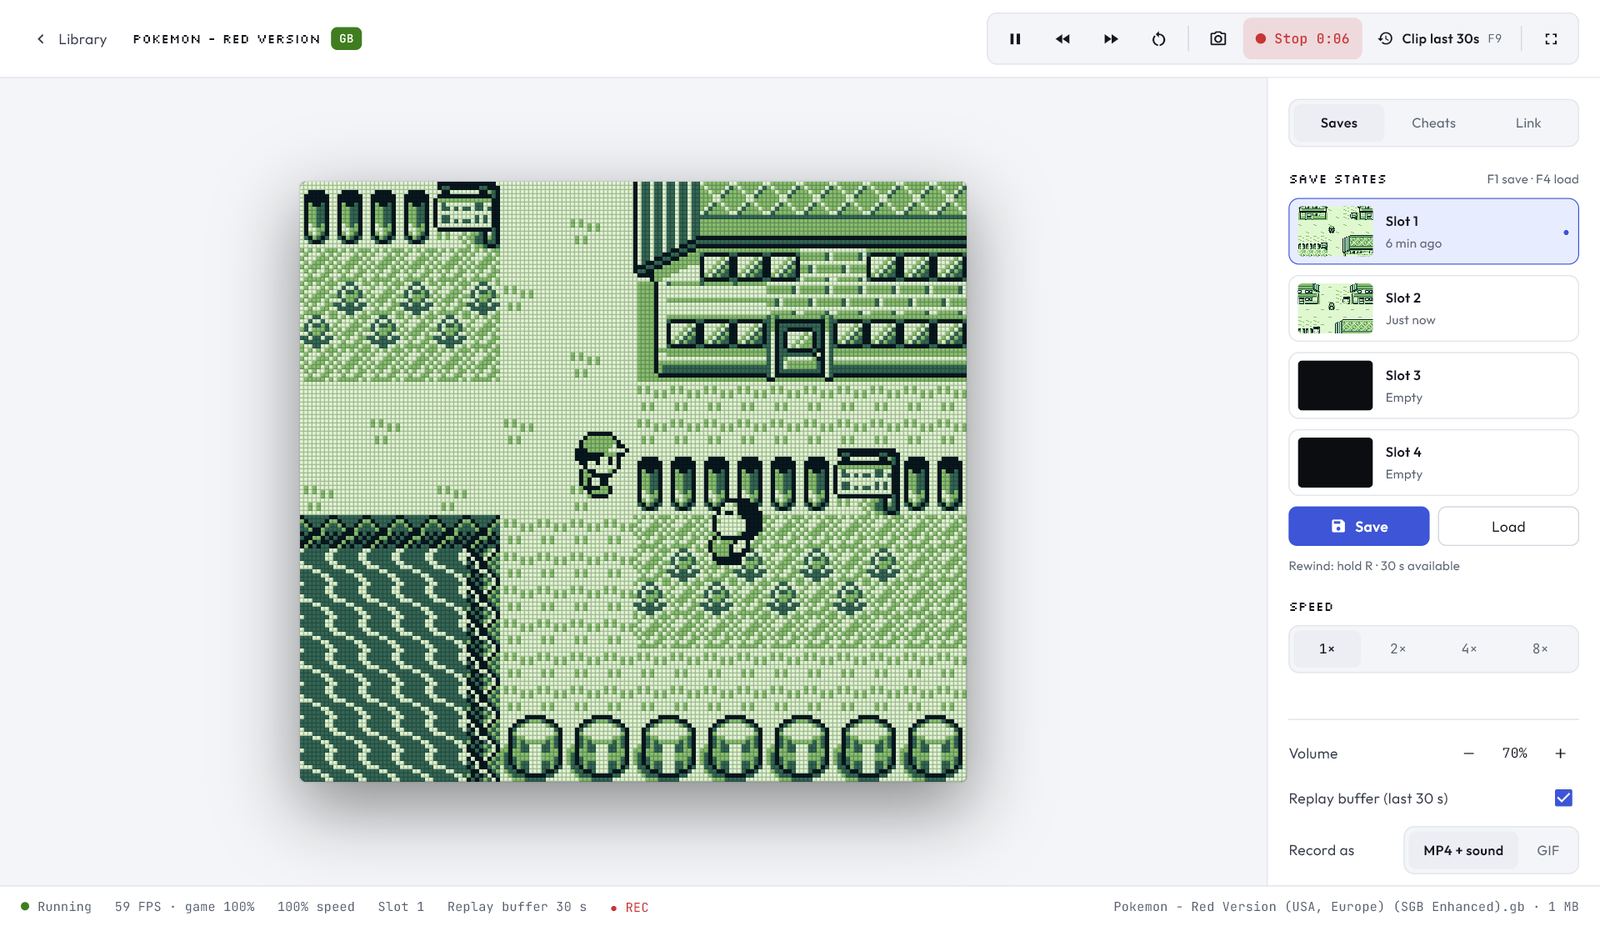 Library
POKEMON - RED VERSION GB
Stop 0:06
Clip last 30s F9
Saves Cheats Link
SAVE STATES F1 save · F4 load
Slot 1
6 min ago
Slot 2
Just now
Slot 3
Empty
Slot 4
Empty
Save Load
Rewind: hold R · 30 s available
SPEED
1× 2× 4× 8×
Volume − 70% +
Replay buffer (last 30 s)
Record as MP4 + sound GIF
Running 59 FPS · game 100% 100% speed Slot 1 Replay buffer 30 s • REC
Pokemon - Red Version (USA, Europe) (SGB Enhanced).gb · 1 MB